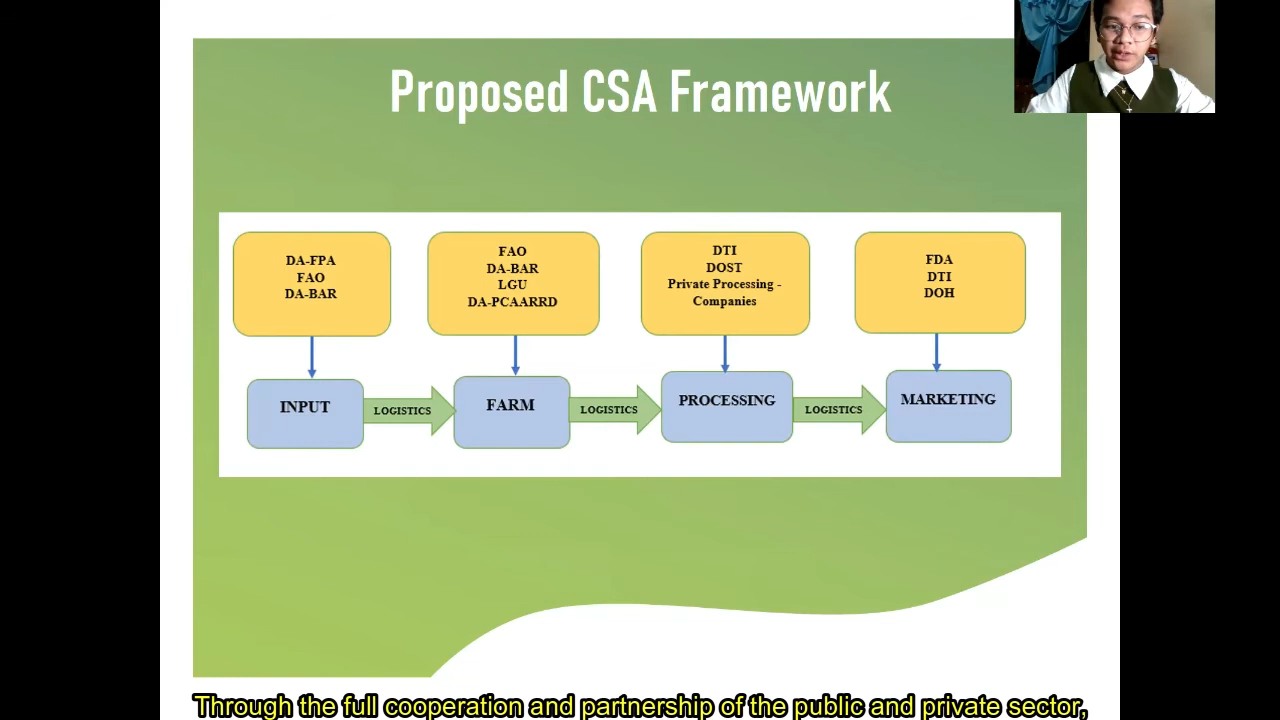 Proposed CSA Framework
DA-FPA
FAO
DA-BAR
FAO
DA-BAR
LGU
DA-PCAARRD
DTI
DOST
Private Processing -
Companies
FDA
DTI
DOH
INPUT
LOGISTICS
FARM
LOGISTICS
PROCESSING
LOGISTICS
MARKETING
Through the full cooperation and partnership of the public and private sector,